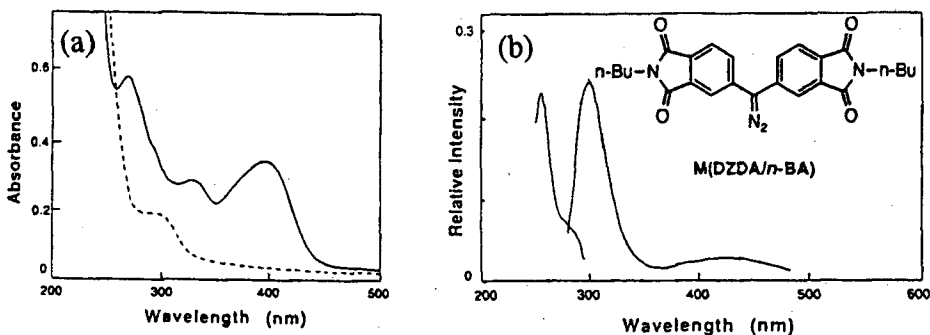 (a)
Absorbance
0.6
0.4
0.2
0
200 300 400 500
Wavelength (nm)
(b)
Relative Intensity
0.3
0
200 300 400 500 600
Wavelength (nm)
O O
n-Bu-N N-n-Bu
O N₂ O
M(DZDA/n-BA)